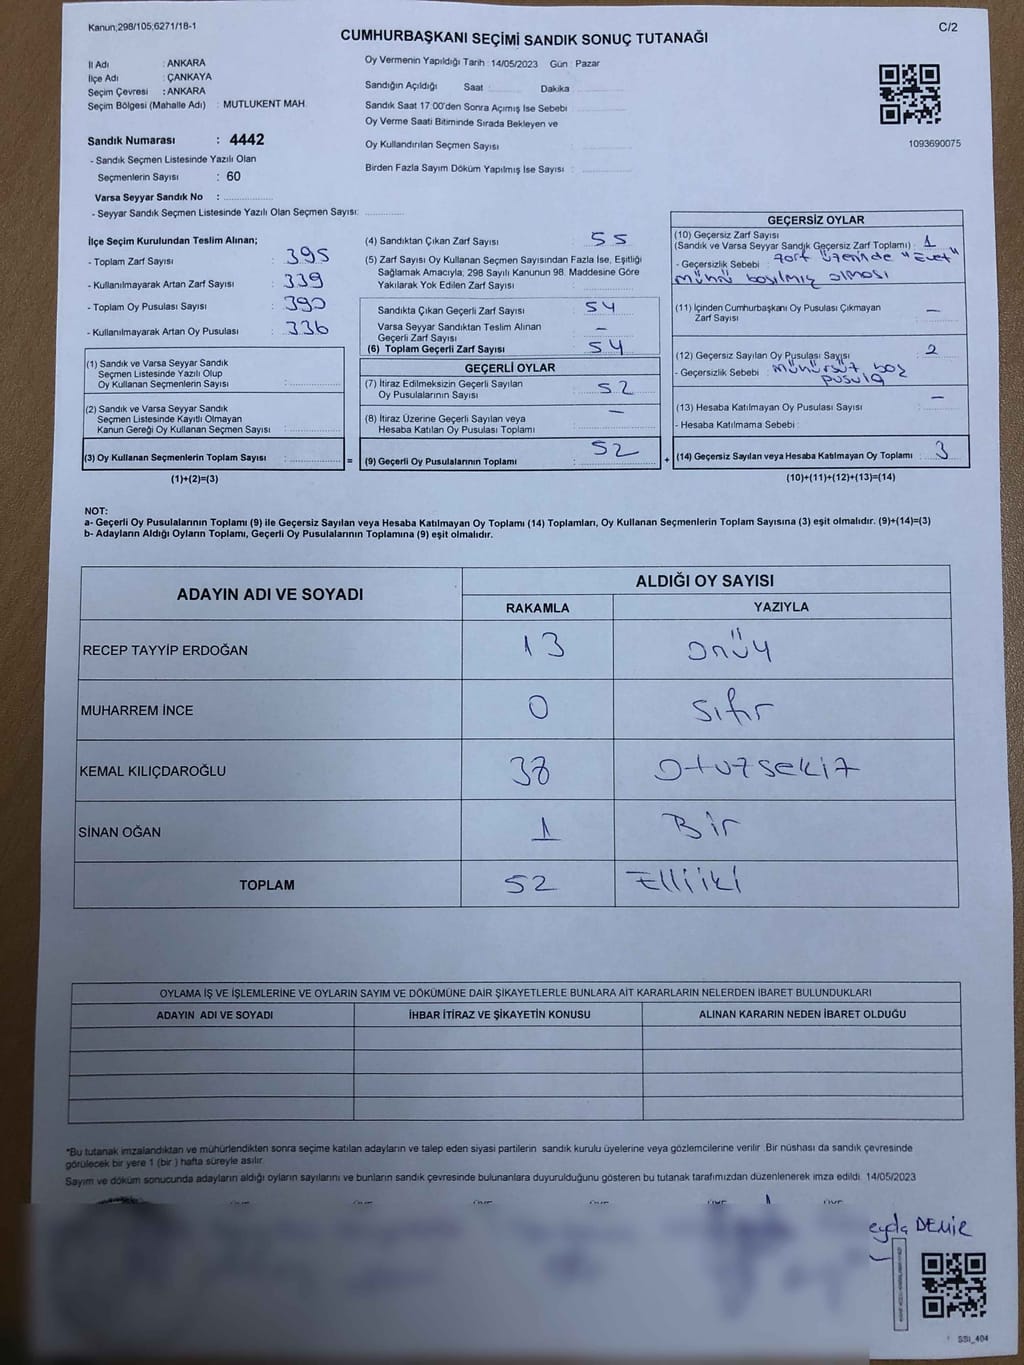 Kanun;298/105;6271/18-1
C/2
CUMHURBAŞKANI SEÇİMİ SANDIK SONUÇ TUTANAĞI
İl Adı : ANKARA
İlçe Adı : ÇANKAYA
Seçim Çevresi : ANKARA
Seçim Bölgesi (Mahalle Adı) : MUTLUKENT MAH.
Sandık Numarası : 4442
- Sandık Seçmen Listesinde Yazılı Olan
Seçmenlerin Sayısı : 60
Varsa Seyyar Sandık No :
- Seyyar Sandık Seçmen Listesinde Yazılı Olan Seçmen Sayısı:
Oy Vermenin Yapıldığı Tarih : 14/05/2023 Gün : Pazar
Sandığın Açıldığı Saat Dakika
Sandık Saat 17:00'den Sonra Açımış İse Sebebi
Oy Verme Saati Bitiminde Sırada Bekleyen ve
Oy Kullandırılan Seçmen Sayısı
Birden Fazla Sayım Döküm Yapılmış İse Sayısı :
1093690075
İlçe Seçim Kurulundan Teslim Alınan;
- Toplam Zarf Sayısı : 395
- Kullanılmayarak Artan Zarf Sayısı : 339
- Toplam Oy Pusulası Sayısı : 390
- Kullanılmayarak Artan Oy Pusulası : 336
(1) Sandık ve Varsa Seyyar Sandık
Seçmen Listesinde Yazılı Olup
Oy Kullanan Seçmenlerin Sayısı :
(2) Sandık ve Varsa Seyyar Sandık
Seçmen Listesinde Kayıtlı Olmayan
Kanun Gereği Oy Kullanan Seçmen Sayısı :
(3) Oy Kullanan Seçmenlerin Toplam Sayısı : =
(1)+(2)=(3)
(4) Sandıktan Çıkan Zarf Sayısı : 55
(5) Zarf Sayısı Oy Kullanan Seçmen Sayısından Fazla İse, Eşitliği
Sağlamak Amacıyla, 298 Sayılı Kanunun 98. Maddesine Göre
Yakılarak Yok Edilen Zarf Sayısı :
Sandıkta Çıkan Geçerli Zarf Sayısı : 54
Varsa Seyyar Sandıktan Teslim Alınan
Geçerli Zarf Sayısı : –
(6) Toplam Geçerli Zarf Sayısı : 54
GEÇERLİ OYLAR
(7) İtiraz Edilmeksizin Geçerli Sayılan
Oy Pusulalarının Sayısı : 52
(8) İtiraz Üzerine Geçerli Sayılan veya
Hesaba Katılan Oy Pusulası Toplamı : –
(9) Geçerli Oy Pusulalarının Toplamı : 52 +
GEÇERSİZ OYLAR
(10) Geçersiz Zarf Sayısı
(Sandık ve Varsa Seyyar Sandık Geçersiz Zarf Toplamı) : 1
- Geçersizlik Sebebi : zarf üzerinde "Evet"
mührü basılmış olması
(11) İçinden Cumhurbaşkanı Oy Pusulası Çıkmayan
Zarf Sayısı –
(12) Geçersiz Sayılan Oy Pusulası Sayısı : 2
- Geçersizlik Sebebi : Mühürsüz, boş
pusula
(13) Hesaba Katılmayan Oy Pusulası Sayısı : –
- Hesaba Katılmama Sebebi :
(14) Geçersiz Sayılan veya Hesaba Katılmayan Oy Toplamı : 3
(10)+(11)+(12)+(13)=(14)
NOT:
a- Geçerli Oy Pusulalarının Toplamı (9) ile Geçersiz Sayılan veya Hesaba Katılmayan Oy Toplamı (14) Toplamları, Oy Kullanan Seçmenlerin Toplam Sayısına (3) eşit olmalıdır. (9)+(14)=(3)
b- Adayların Aldığı Oyların Toplamı, Geçerli Oy Pusulalarının Toplamına (9) eşit olmalıdır.
ADAYIN ADI VE SOYADI ALDIĞI OY SAYISI
RAKAMLA YAZIYLA
RECEP TAYYİP ERDOĞAN 13 Onüç
MUHARREM İNCE 0 sıfır
KEMAL KILIÇDAROĞLU 38 Otuzsekiz
SİNAN OĞAN 1 Bir
TOPLAM 52 Elliiki
OYLAMA İŞ VE İŞLEMLERİNE VE OYLARIN SAYIM VE DÖKÜMÜNE DAİR ŞİKAYETLERLE BUNLARA AİT KARARLARIN NELERDEN İBARET BULUNDUKLARI
ADAYIN ADI VE SOYADI İHBAR İTİRAZ VE ŞİKAYETİN KONUSU ALINAN KARARIN NEDEN İBARET OLDUĞU
*Bu tutanak imzalandıktan ve mühürlendikten sonra seçime katılan adayların ve talep eden siyasi partilerin sandık kurulu üyelerine veya gözlemcilerine verilir. Bir nüshası da sandık çevresinde
görülecek bir yere 1 (bir ) hafta süreyle asılır.
Sayım ve döküm sonucunda adayların aldığı oyların sayılarını ve bunların sandık çevresinde bulunanlara duyurulduğunu gösteren bu tutanak tarafımızdan düzenlenerek imza edildi. 14/05/2023
eyda DEMİR
SSI_404